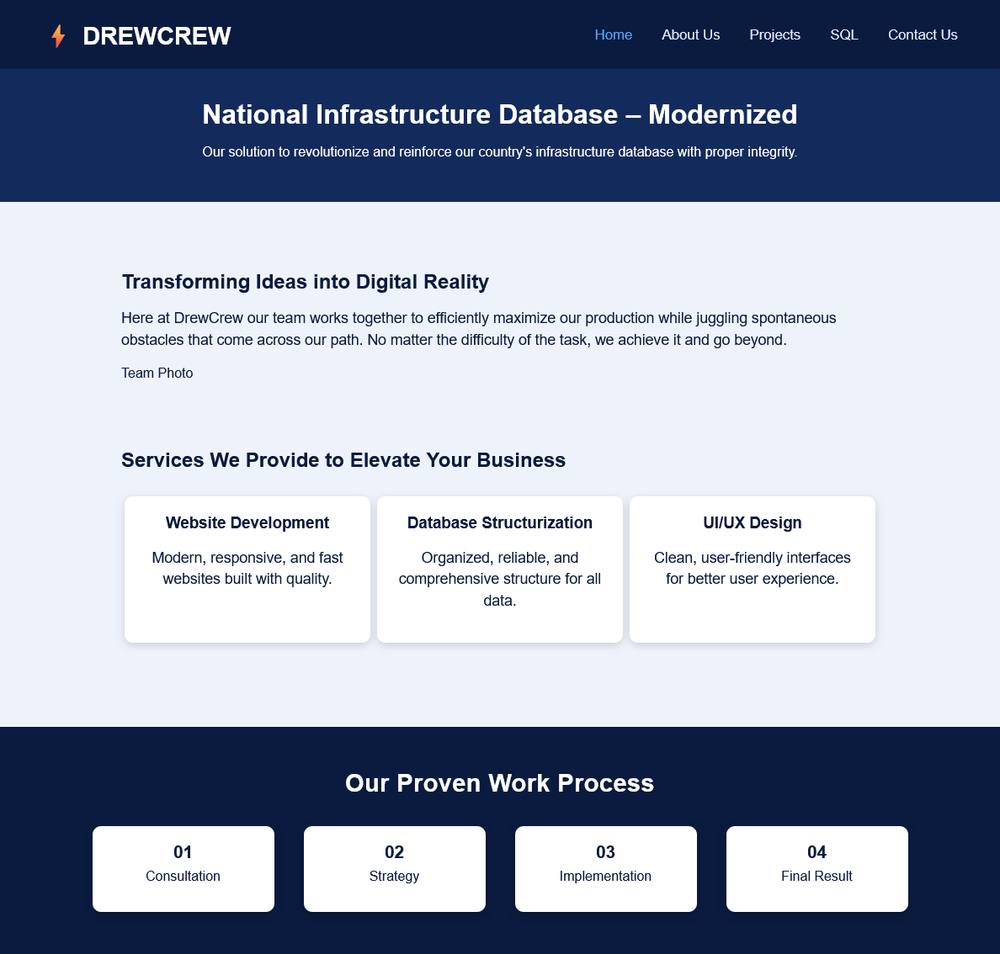 DREWCREW
Home About Us Projects SQL Contact Us
National Infrastructure Database – Modernized
Our solution to revolutionize and reinforce our country's infrastructure database with proper integrity.
Transforming Ideas into Digital Reality
Here at DrewCrew our team works together to efficiently maximize our production while juggling spontaneous
obstacles that come across our path. No matter the difficulty of the task, we achieve it and go beyond.
Team Photo
Services We Provide to Elevate Your Business
Website Development
Modern, responsive, and fast
websites built with quality.
Database Structurization
Organized, reliable, and
comprehensive structure for all
data.
UI/UX Design
Clean, user-friendly interfaces
for better user experience.
Our Proven Work Process
01
Consultation
02
Strategy
03
Implementation
04
Final Result